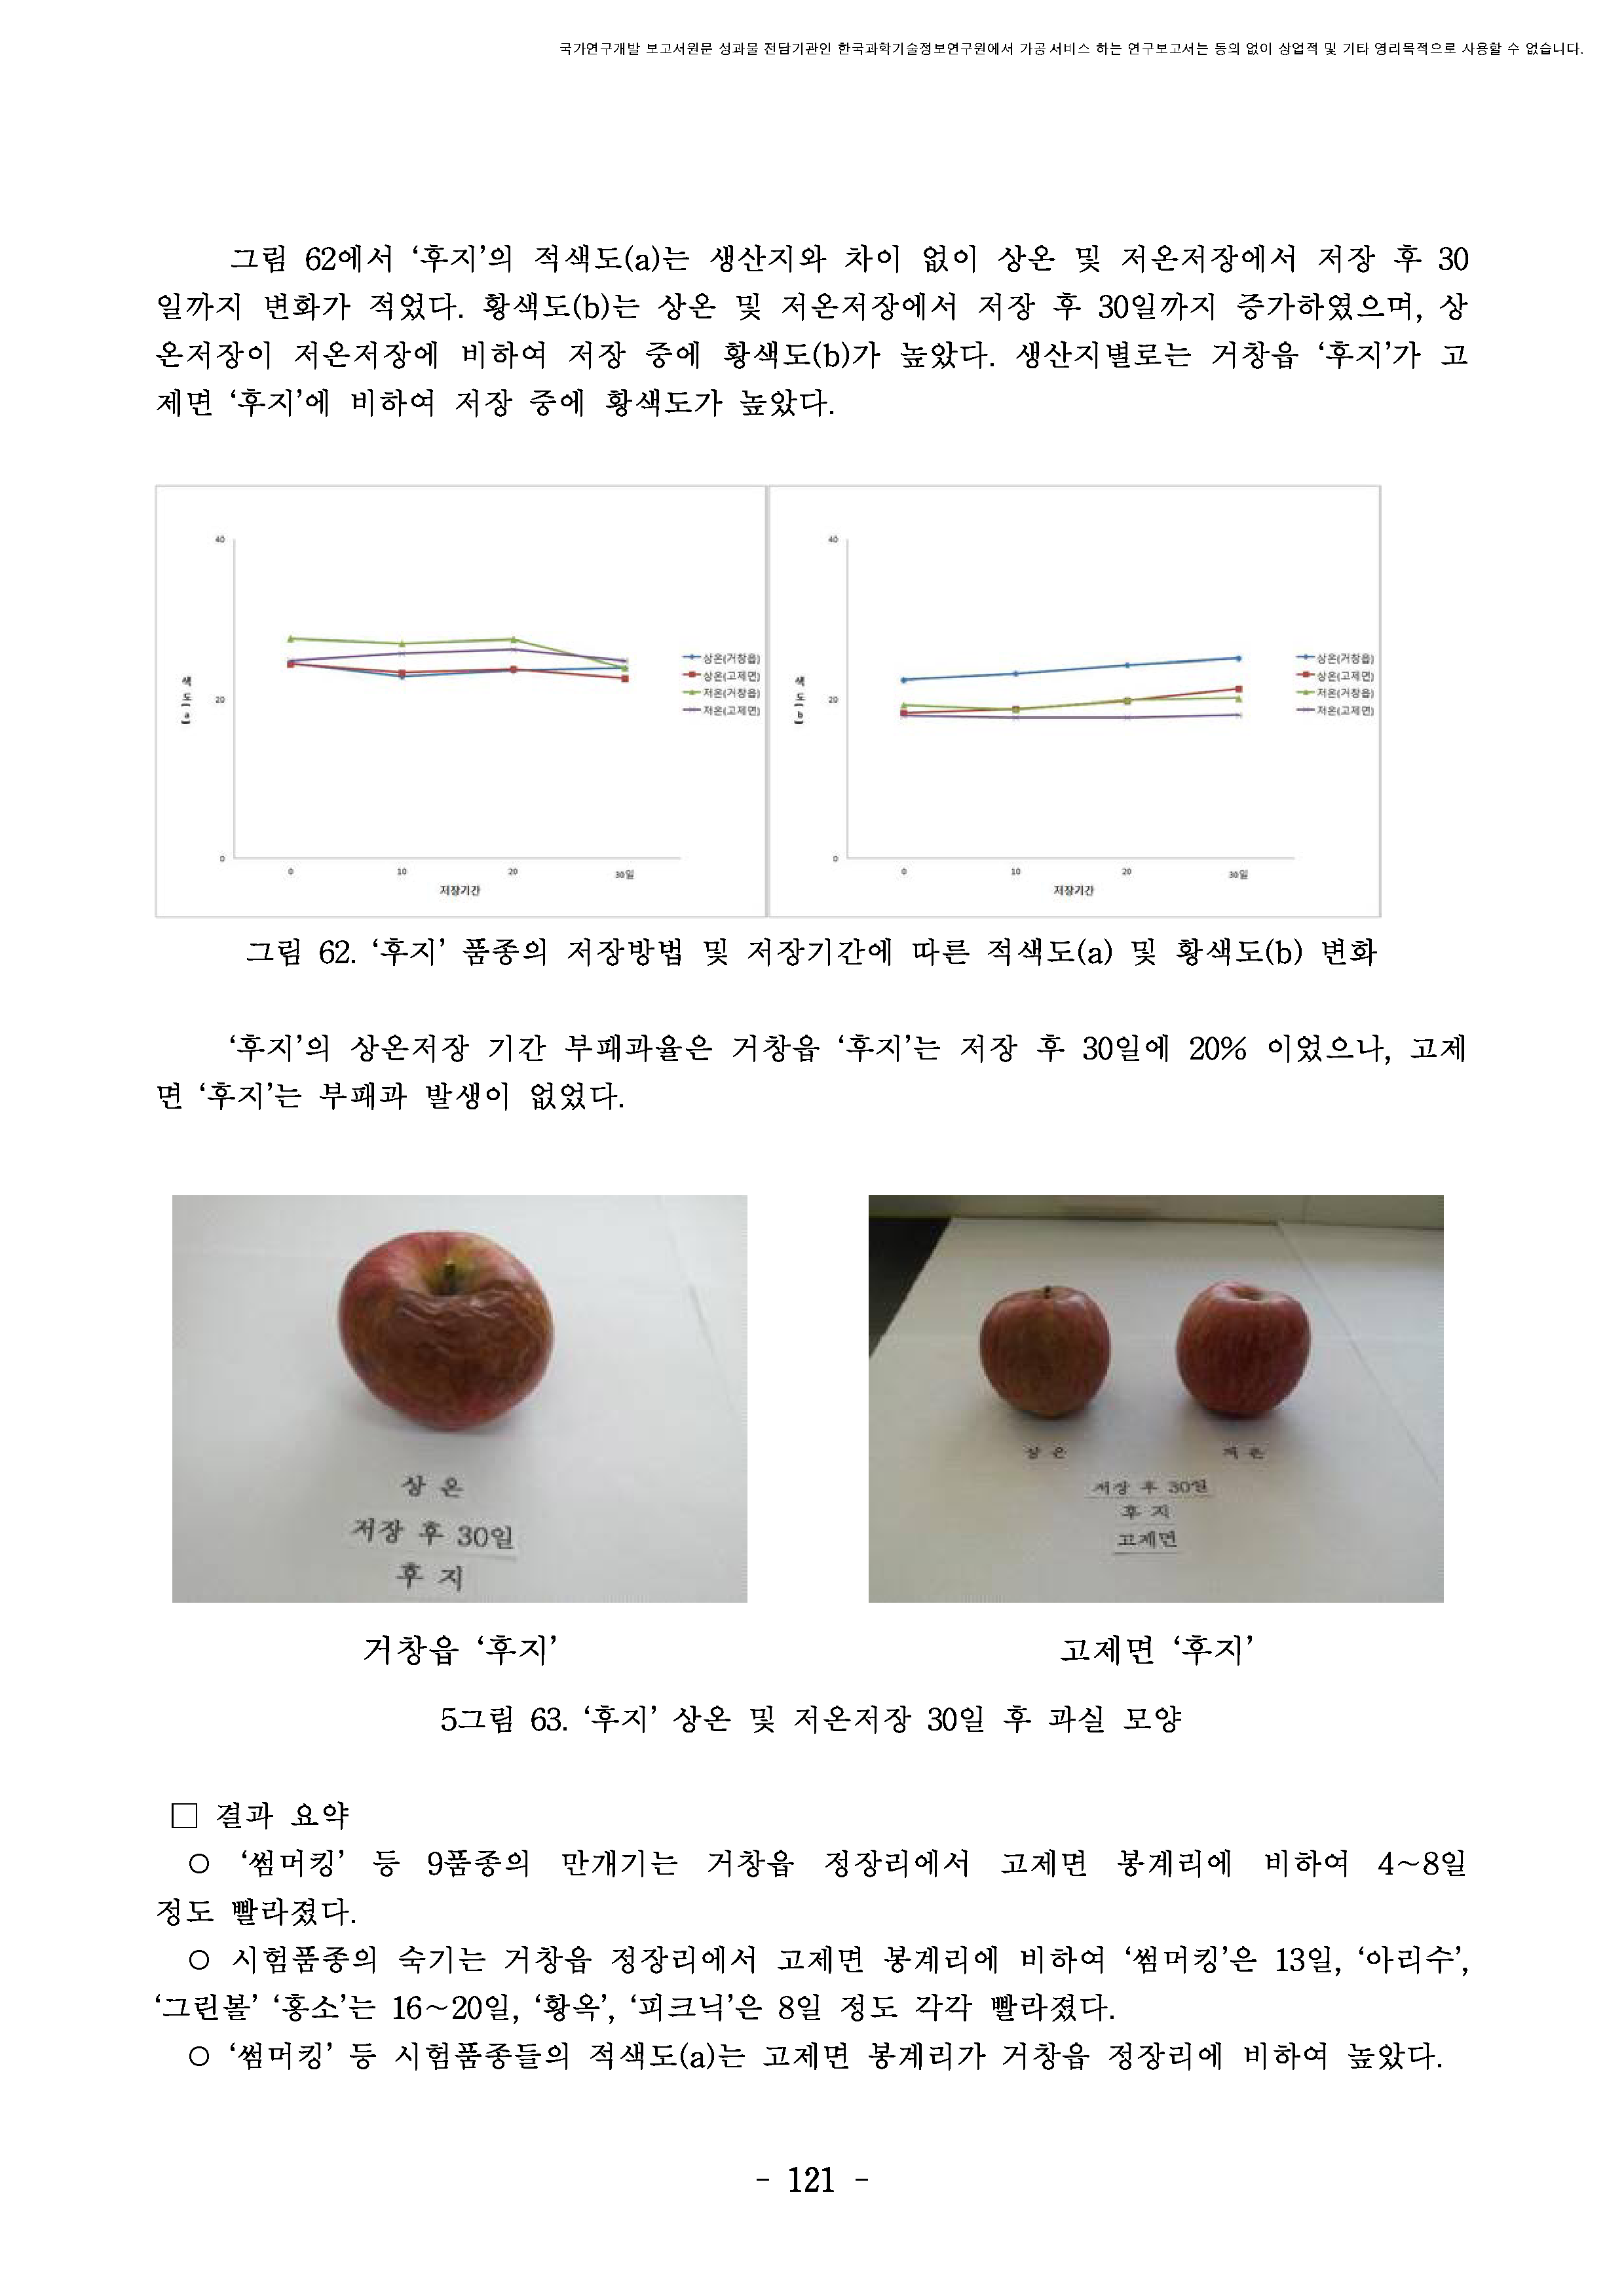 국가연구개발 보고서원문 성과물 전담기관인 한국과학기술정보연구원에서 가공·서비스 하는 연구보고서는 동의 없이 상업적 및 기타 영리목적으로 사용할 수 없습니다.
그림 62에서 ‘후지’의 적색도(a)는 생산지와 차이 없이 상온 및 저온저장에서 저장 후 30
일까지 변화가 적었다. 황색도(b)는 상온 및 저온저장에서 저장 후 30일까지 증가하였으며, 상
온저장이 저온저장에 비하여 저장 중에 황색도(b)가 높았다. 생산지별로는 거창읍 ‘후지’가 고
제면 ‘후지’에 비하여 저장 중에 황색도가 높았다.
40
20
0
색도(a)
0 10 20 30일
저장기간
상온(거창읍)
상온(고제면)
저온(거창읍)
저온(고제면)
40
20
0
색도(b)
0 10 20 30일
저장기간
상온(거창읍)
상온(고제면)
저온(거창읍)
저온(고제면)
그림 62. ‘후지’ 품종의 저장방법 및 저장기간에 따른 적색도(a) 및 황색도(b) 변화
‘후지’의 상온저장 기간 부패과율은 거창읍 ‘후지’는 저장 후 30일에 20% 이었으나, 고제
면 ‘후지’는 부패과 발생이 없었다.
상 온
저장 후 30일
후 지
상 온 저 온
저장 후 30일
후 지
고제면
거창읍 ‘후지’ 고제면 ‘후지’
5그림 63. ‘후지’ 상온 및 저온저장 30일 후 과실 모양
□ 결과 요약
○ ‘썸머킹’ 등 9품종의 만개기는 거창읍 정장리에서 고제면 봉계리에 비하여 4~8일
정도 빨라졌다.
○ 시험품종의 숙기는 거창읍 정장리에서 고제면 봉계리에 비하여 ‘썸머킹’은 13일, ‘아리수’,
‘그린볼’ ‘홍소’는 16~20일, ‘황옥’, ‘피크닉’은 8일 정도 각각 빨라졌다.
○ ‘썸머킹’ 등 시험품종들의 적색도(a)는 고제면 봉계리가 거창읍 정장리에 비하여 높았다.
- 121 -